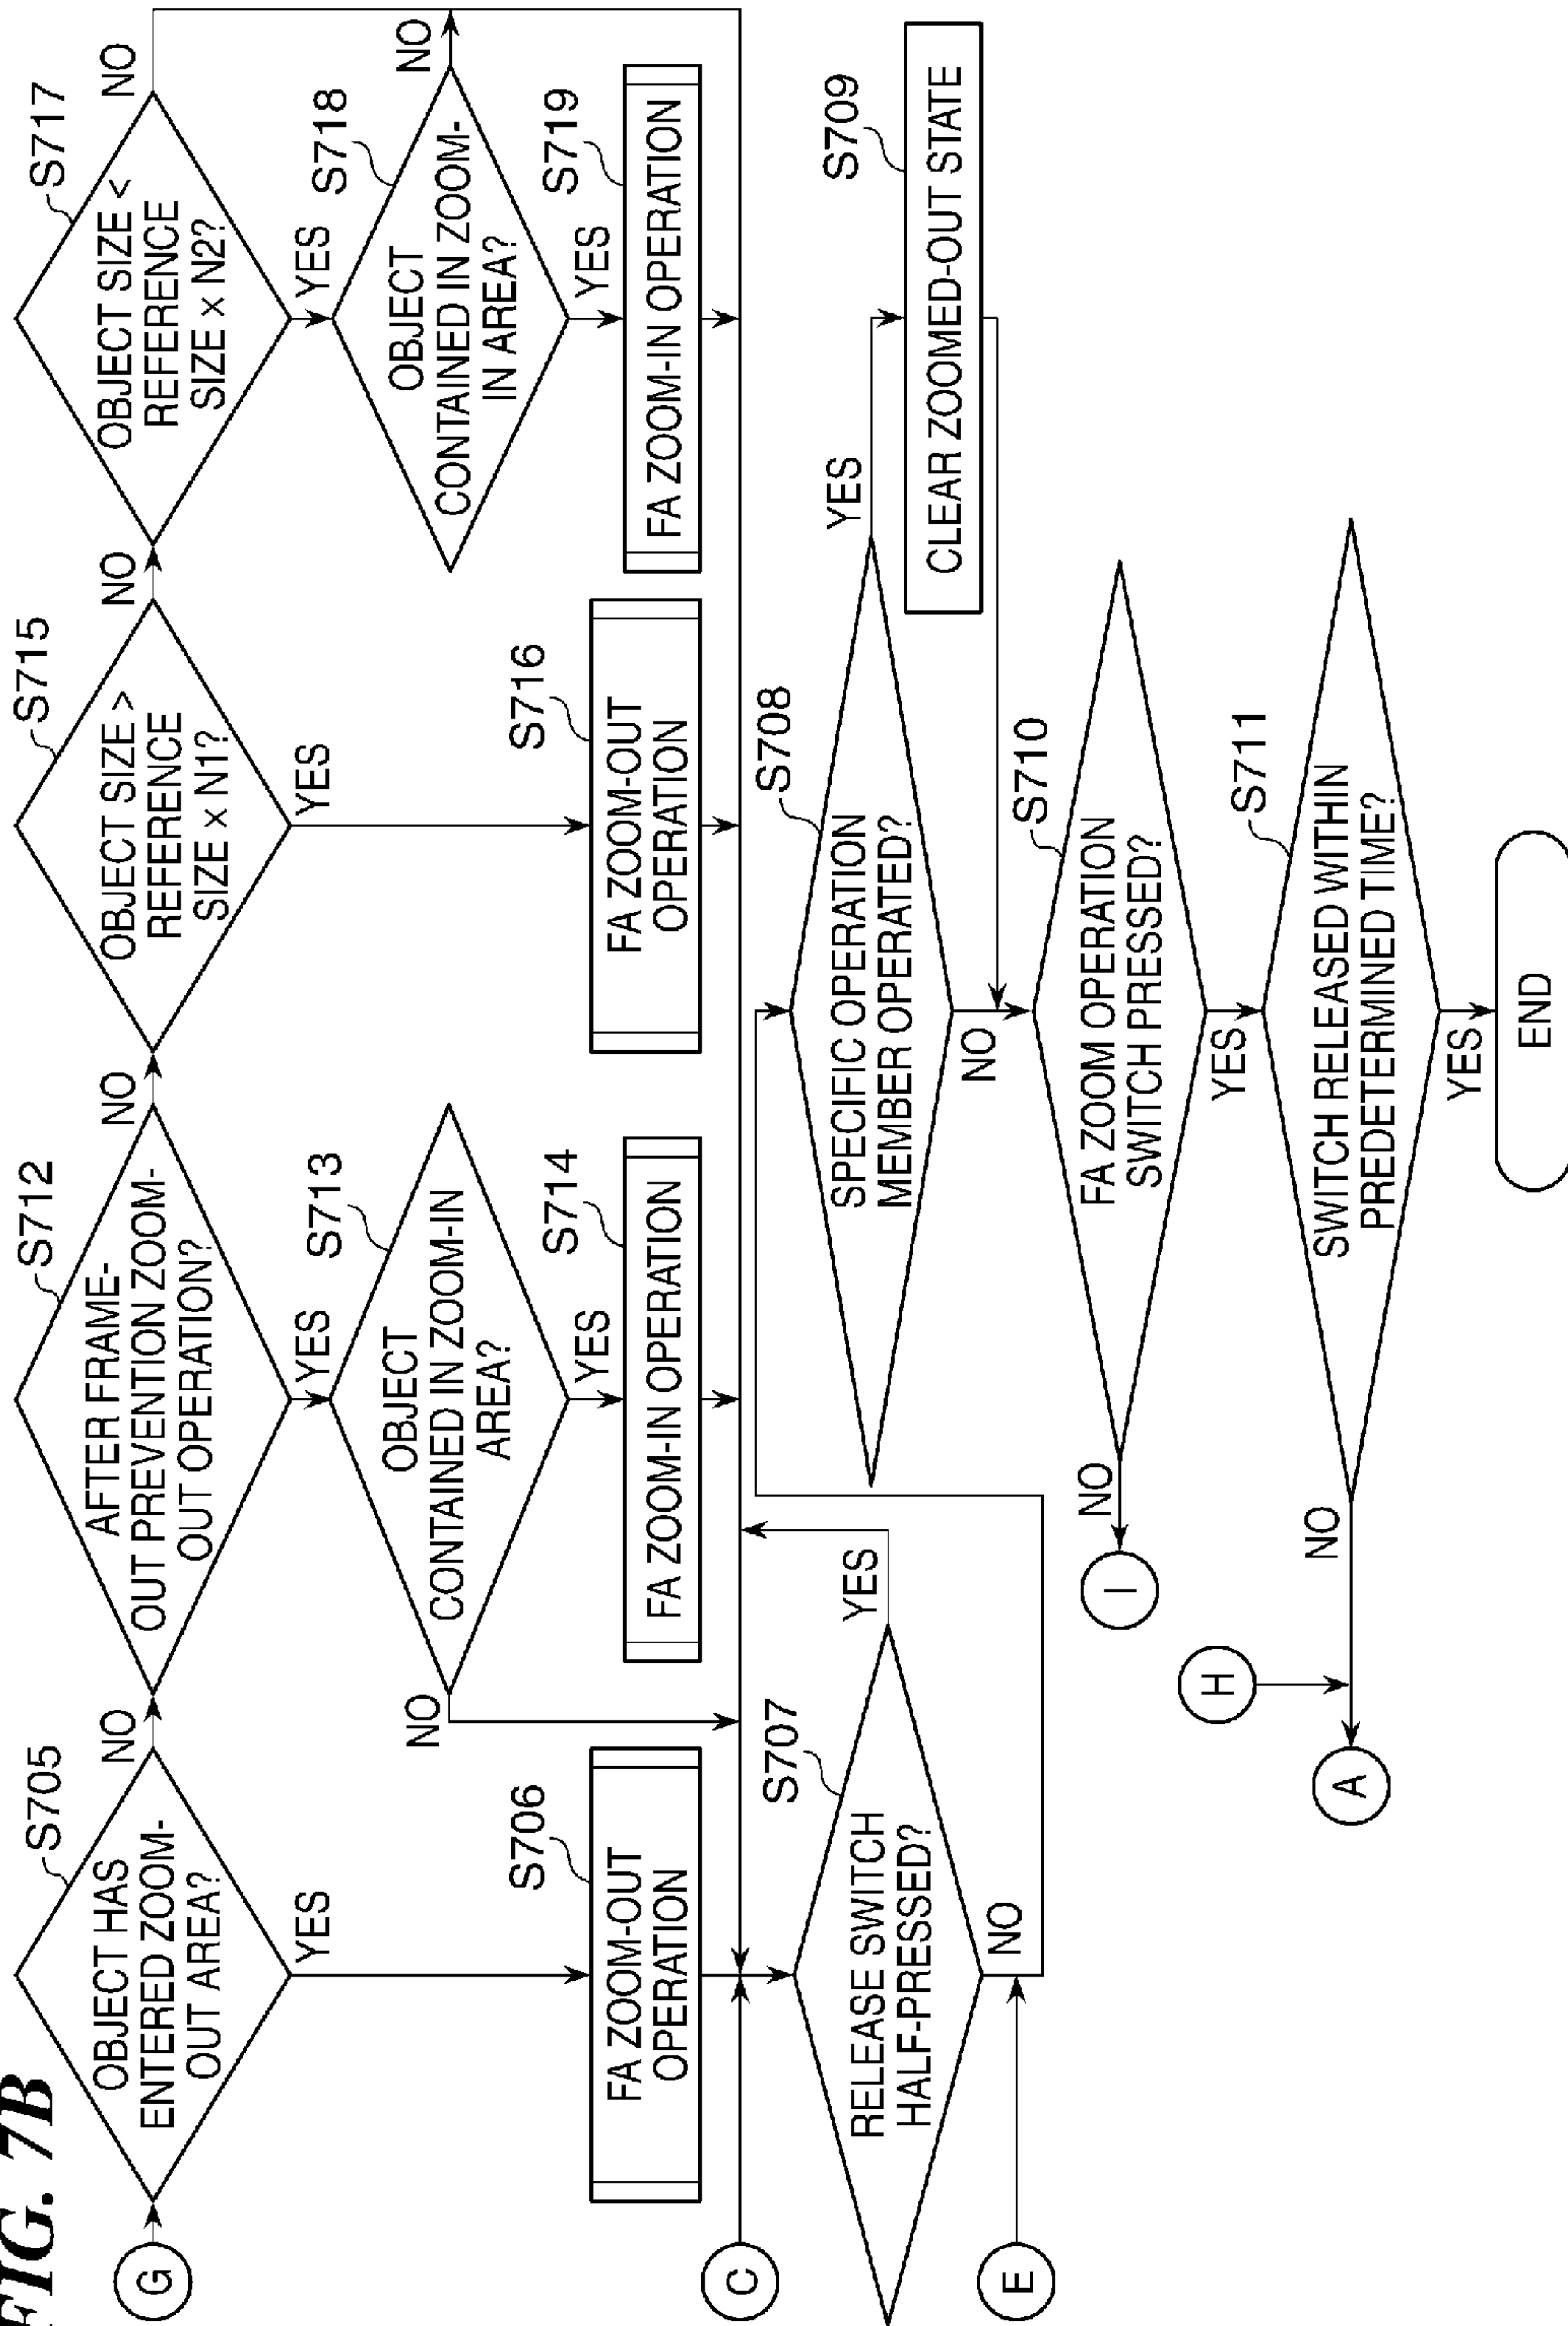 FIG. 7B
G
OBJECT HAS
ENTERED ZOOM-
OUT AREA?
S705
NO
YES
AFTER FRAME-
OUT PREVENTION ZOOM-
OUT OPERATION?
S712
NO
YES
OBJECT SIZE >
REFERENCE
SIZE × N1?
S715
NO
YES
OBJECT SIZE <
REFERENCE
SIZE × N2?
S717
NO
YES
OBJECT
CONTAINED IN ZOOM-IN
AREA?
S713
NO
YES
OBJECT
CONTAINED IN ZOOM-
IN AREA?
S718
NO
YES
FA ZOOM-OUT
OPERATION
S706
FA ZOOM-IN OPERATION
S714
FA ZOOM-OUT
OPERATION
S716
FA ZOOM-IN OPERATION
S719
C
RELEASE SWITCH
HALF-PRESSED?
S707
YES
NO
E
SPECIFIC OPERATION
MEMBER OPERATED?
S708
YES
NO
CLEAR ZOOMED-OUT STATE
S709
FA ZOOM OPERATION
SWITCH PRESSED?
S710
NO
YES
I
SWITCH RELEASED WITHIN
PREDETERMINED TIME?
S711
NO
YES
H
A
END